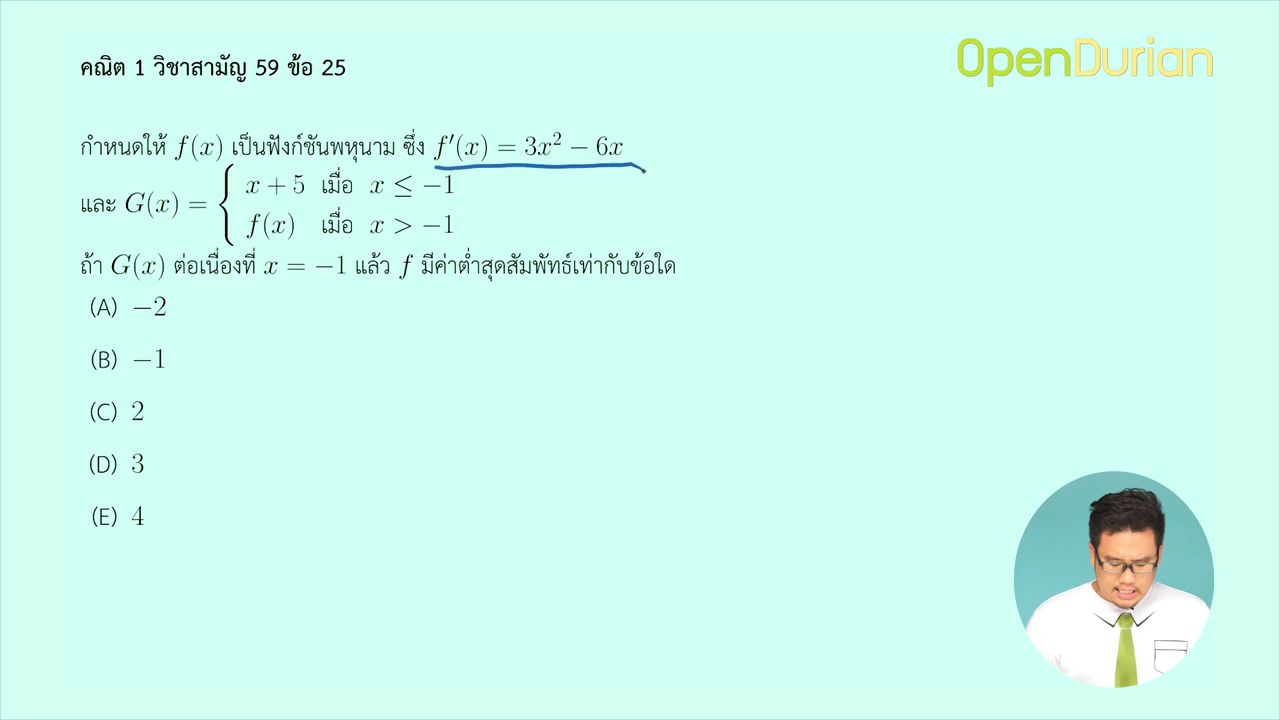 คณิต 1 วิชาสามัญ 59 ข้อ 25
OpenDurian
กำหนดให้ f(x) เป็นฟังก์ชันพหุนาม ซึ่ง f′(x) = 3x² − 6x
และ G(x) = { x + 5 เมื่อ x ≤ −1
f(x) เมื่อ x > −1
ถ้า G(x) ต่อเนื่องที่ x = −1 แล้ว f มีค่าต่ำสุดสัมพัทธ์เท่ากับข้อใด
(A) −2
(B) −1
(C) 2
(D) 3
(E) 4